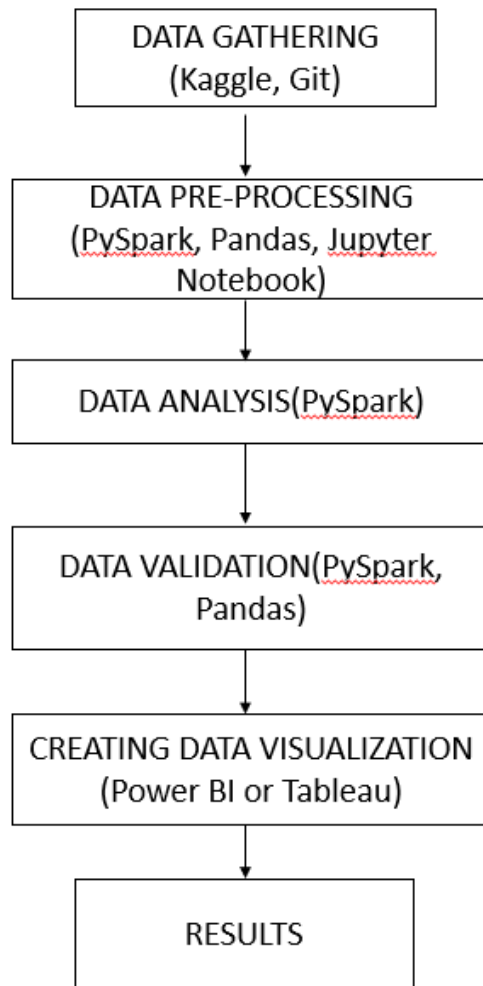 DATA GATHERING
(Kaggle, Git)
DATA PRE-PROCESSING
(PySpark, Pandas, Jupyter
Notebook)
DATA ANALYSIS(PySpark)
DATA VALIDATION(PySpark,
Pandas)
CREATING DATA VISUALIZATION
(Power BI or Tableau)
RESULTS